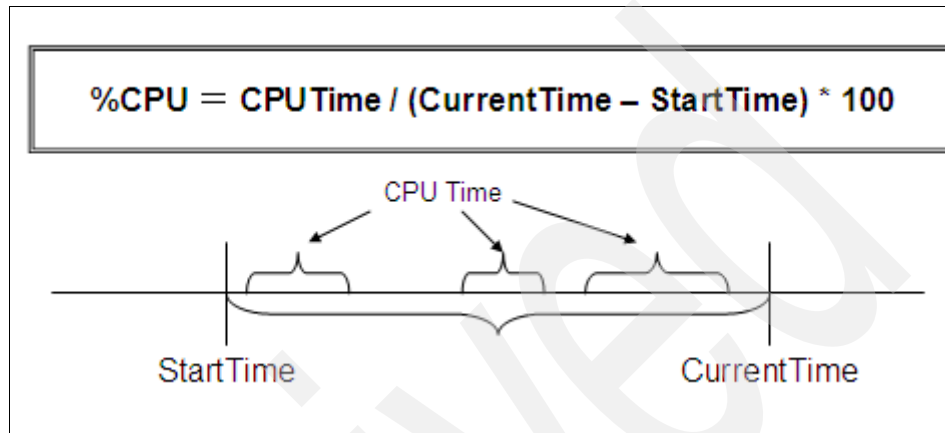 %CPU = CPUTime / (CurrentTime – StartTime) * 100
CPU Time
StartTime CurrentTime